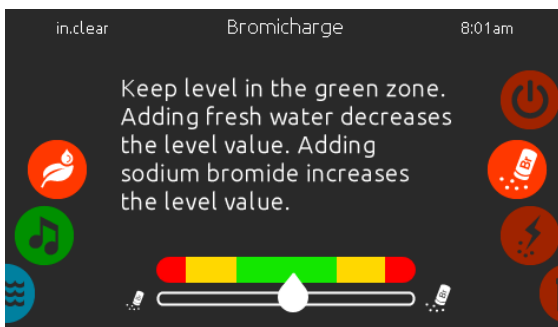 in.clear
Bromicharge
8:01am
Keep level in the green zone.
Adding fresh water decreases
the level value. Adding
sodium bromide increases
the level value.
Br
Br